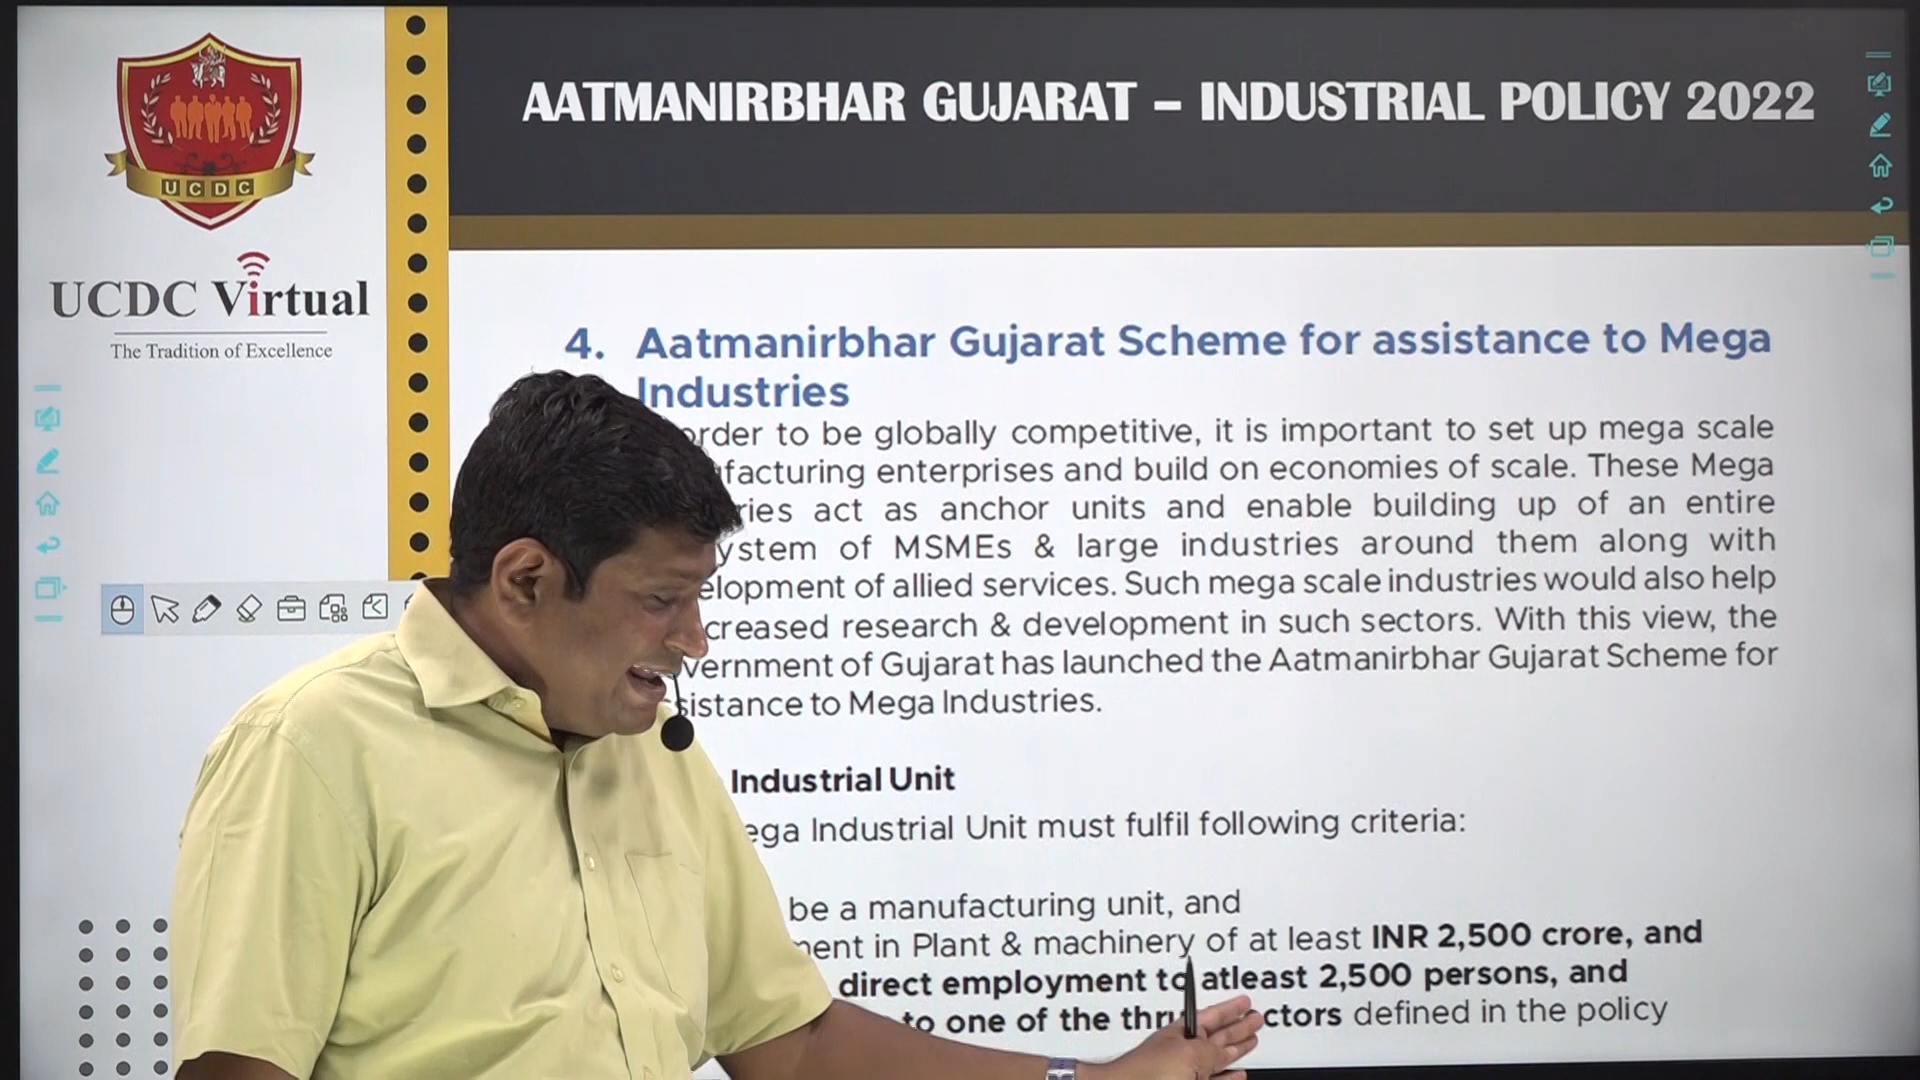 AATMANIRBHAR GUJARAT – INDUSTRIAL POLICY 2022
UCDC
UCDC Virtual
The Tradition of Excellence
4. Aatmanirbhar Gujarat Scheme for assistance to Mega
Industries
order to be globally competitive, it is important to set up mega scale
facturing enterprises and build on economies of scale. These Mega
ries act as anchor units and enable building up of an entire
ystem of MSMEs & large industries around them along with
elopment of allied services. Such mega scale industries would also help
creased research & development in such sectors. With this view, the
vernment of Gujarat has launched the Aatmanirbhar Gujarat Scheme for
sistance to Mega Industries.
Industrial Unit
ega Industrial Unit must fulfil following criteria:
be a manufacturing unit, and
ment in Plant & machinery of at least INR 2,500 crore, and
direct employment to atleast 2,500 persons, and
to one of the thru ctors defined in the policy